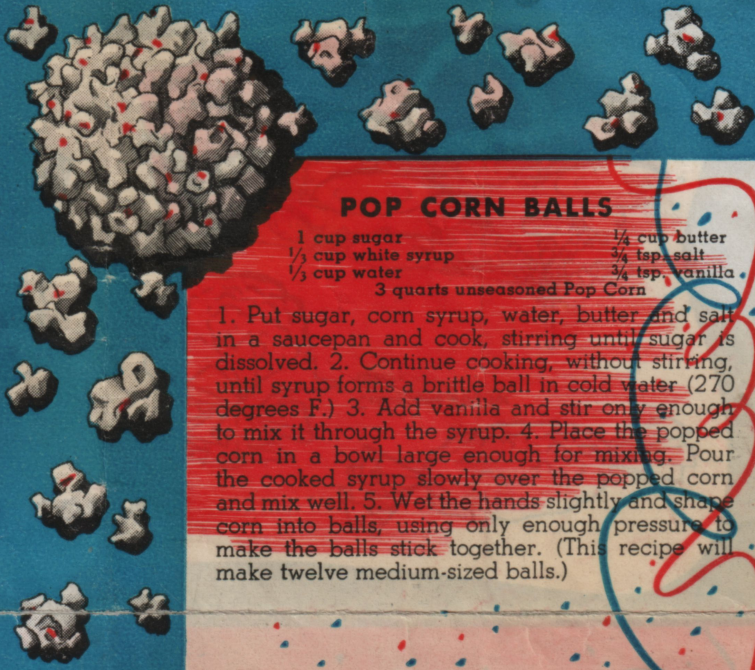 POP CORN BALLS
1 cup sugar ¼ cup butter
⅓ cup white syrup ¾ tsp. salt
⅓ cup water ¾ tsp. vanilla
3 quarts unseasoned Pop Corn
1. Put sugar, corn syrup, water, butter and salt
in a saucepan and cook, stirring until sugar is
dissolved. 2. Continue cooking, without stirring,
until syrup forms a brittle ball in cold water (270
degrees F.) 3. Add vanilla and stir only enough
to mix it through the syrup. 4. Place the popped
corn in a bowl large enough for mixing. Pour
the cooked syrup slowly over the popped corn
and mix well. 5. Wet the hands slightly and shape
corn into balls, using only enough pressure to
make the balls stick together. (This recipe will
make twelve medium-sized balls.)